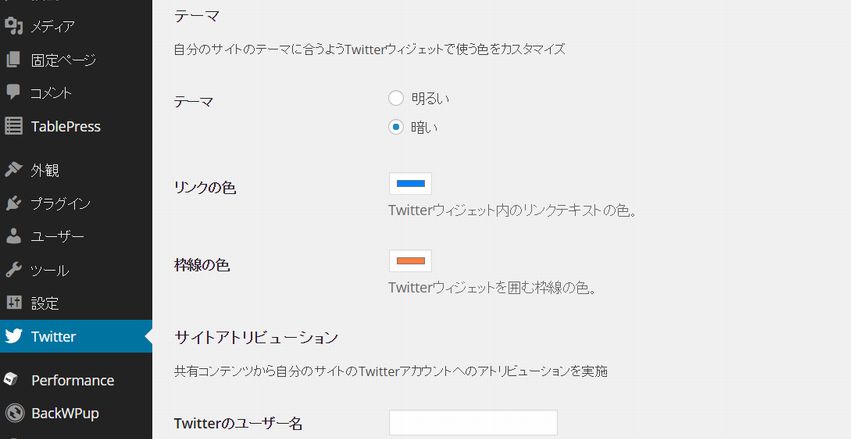 メディア
固定ページ
コメント
TablePress
外観
プラグイン
ユーザー
ツール
設定
Twitter
Performance
BackWPup
テーマ
自分のサイトのテーマに合うようTwitterウィジェットで使う色をカスタマイズ
テーマ
明るい
暗い
リンクの色
Twitterウィジェット内のリンクテキストの色。
枠線の色
Twitterウィジェットを囲む枠線の色。
サイトアトリビューション
共有コンテンツから自分のサイトのTwitterアカウントへのアトリビューションを実施
Twitterのユーザー名